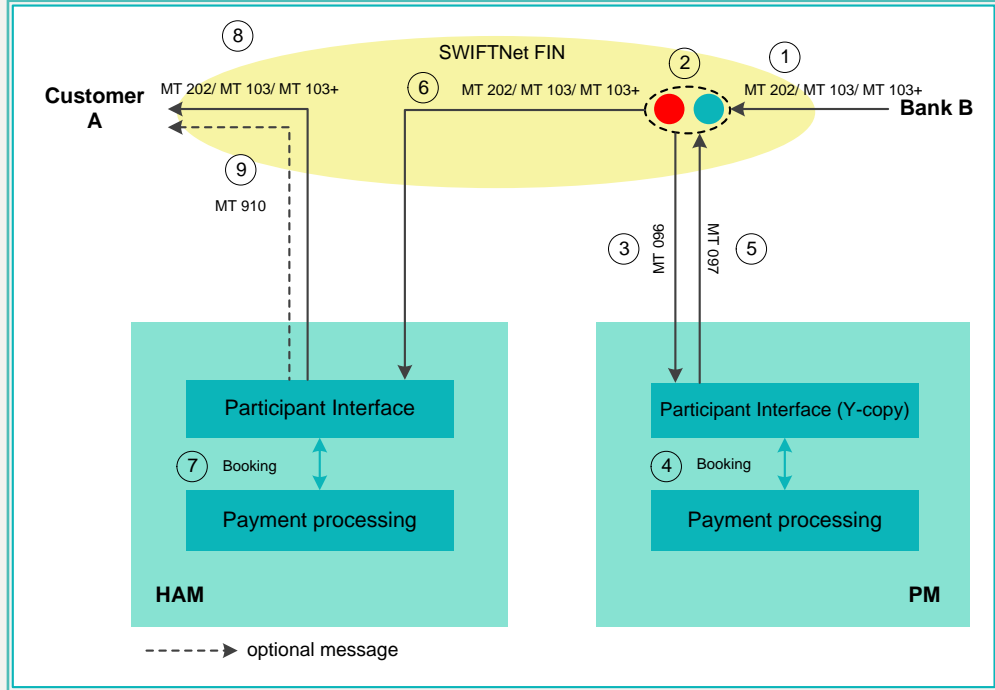 8
SWIFTNet FIN
2
1
Customer
A
MT 202/ MT 103/ MT 103+
6
MT 202/ MT 103/ MT 103+
MT 202/ MT 103/ MT 103+
Bank B
9
MT 910
3
MT 096
MT 097
5
Participant Interface
Participant Interface (Y-copy)
7
Booking
4
Booking
Payment processing
Payment processing
HAM
PM
optional message